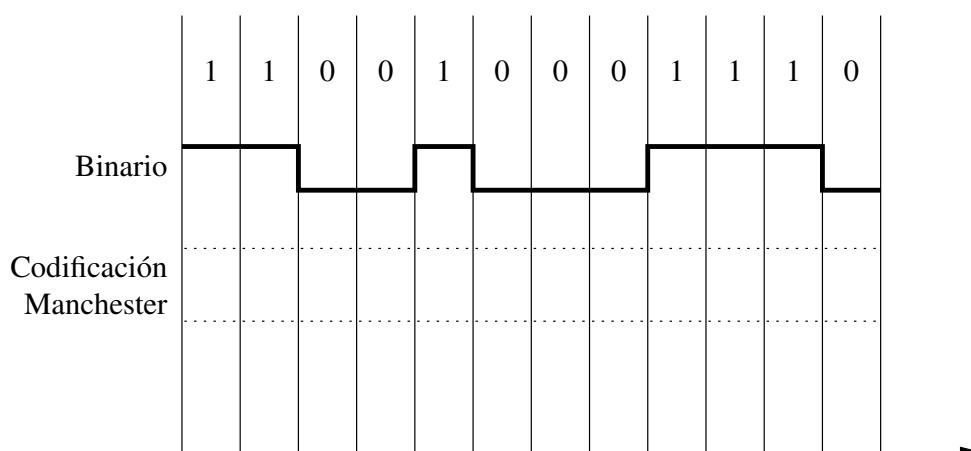 1 1 0 0 1 0 0 0 1 1 1 0
Binario
Codificación
Manchester